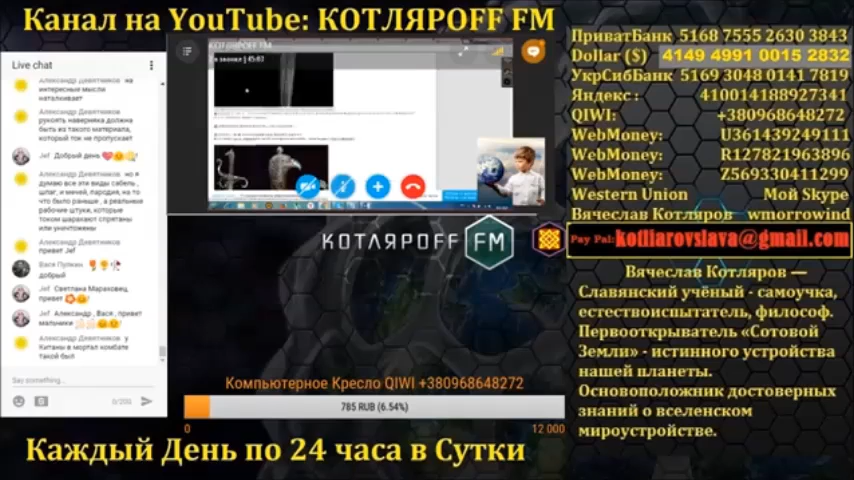 Канал на YouTube: КОТЛЯРОFF FM
Live chat
Александр Девятников на
интересные мысли
наталкивает
Александр Девятников
рукоять наверника должна
быть из такого материала,
который ток не пропускает
Jef Добрый день
Александр Девятников но я
думаю все эти виды сабель,
шпаг, и мечей, пародия, на то
что было раньше, а реальные
рабочие штуки, которые
током шарахают спрятаны
или уничтожены
Александр Девятников
привет Jef
Вася Пупкин
добрый
Jef Светлана Мараховец,
привет
Jef Александр, Вася, привет
мальчики
Александр Девятников у
Китаны в мортал комбате
такой был
Say something...
0/200
КОТЛЯРОFF FM
45:03
КОТЛЯРОFF FM
Компьютерное Кресло QIWI +380968648272
785 RUB (6.54%)
0 12 000
Каждый День по 24 часа в Сутки
ПриватБанк 5168 7555 2630 3843
Dollar ($) 4149 4991 0015 2832
УкрСибБанк 5169 3048 0141 7819
Яндекс: 410014188927341
QIWI: +380968648272
WebMoney: U361439249111
WebMoney: R127821963896
WebMoney: Z569330411299
Western Union Мой Skype
Вячеслав Котляров wmorrowind
Pay Pal: kotliarovslava@gmail.com
Вячеслав Котляров —
Славянский учёный - самоучка,
естествоиспытатель, философ.
Первооткрыватель «Сотовой
Земли» - истинного устройства
нашей планеты.
Основоположник достоверных
знаний о вселенском
мироустройстве.